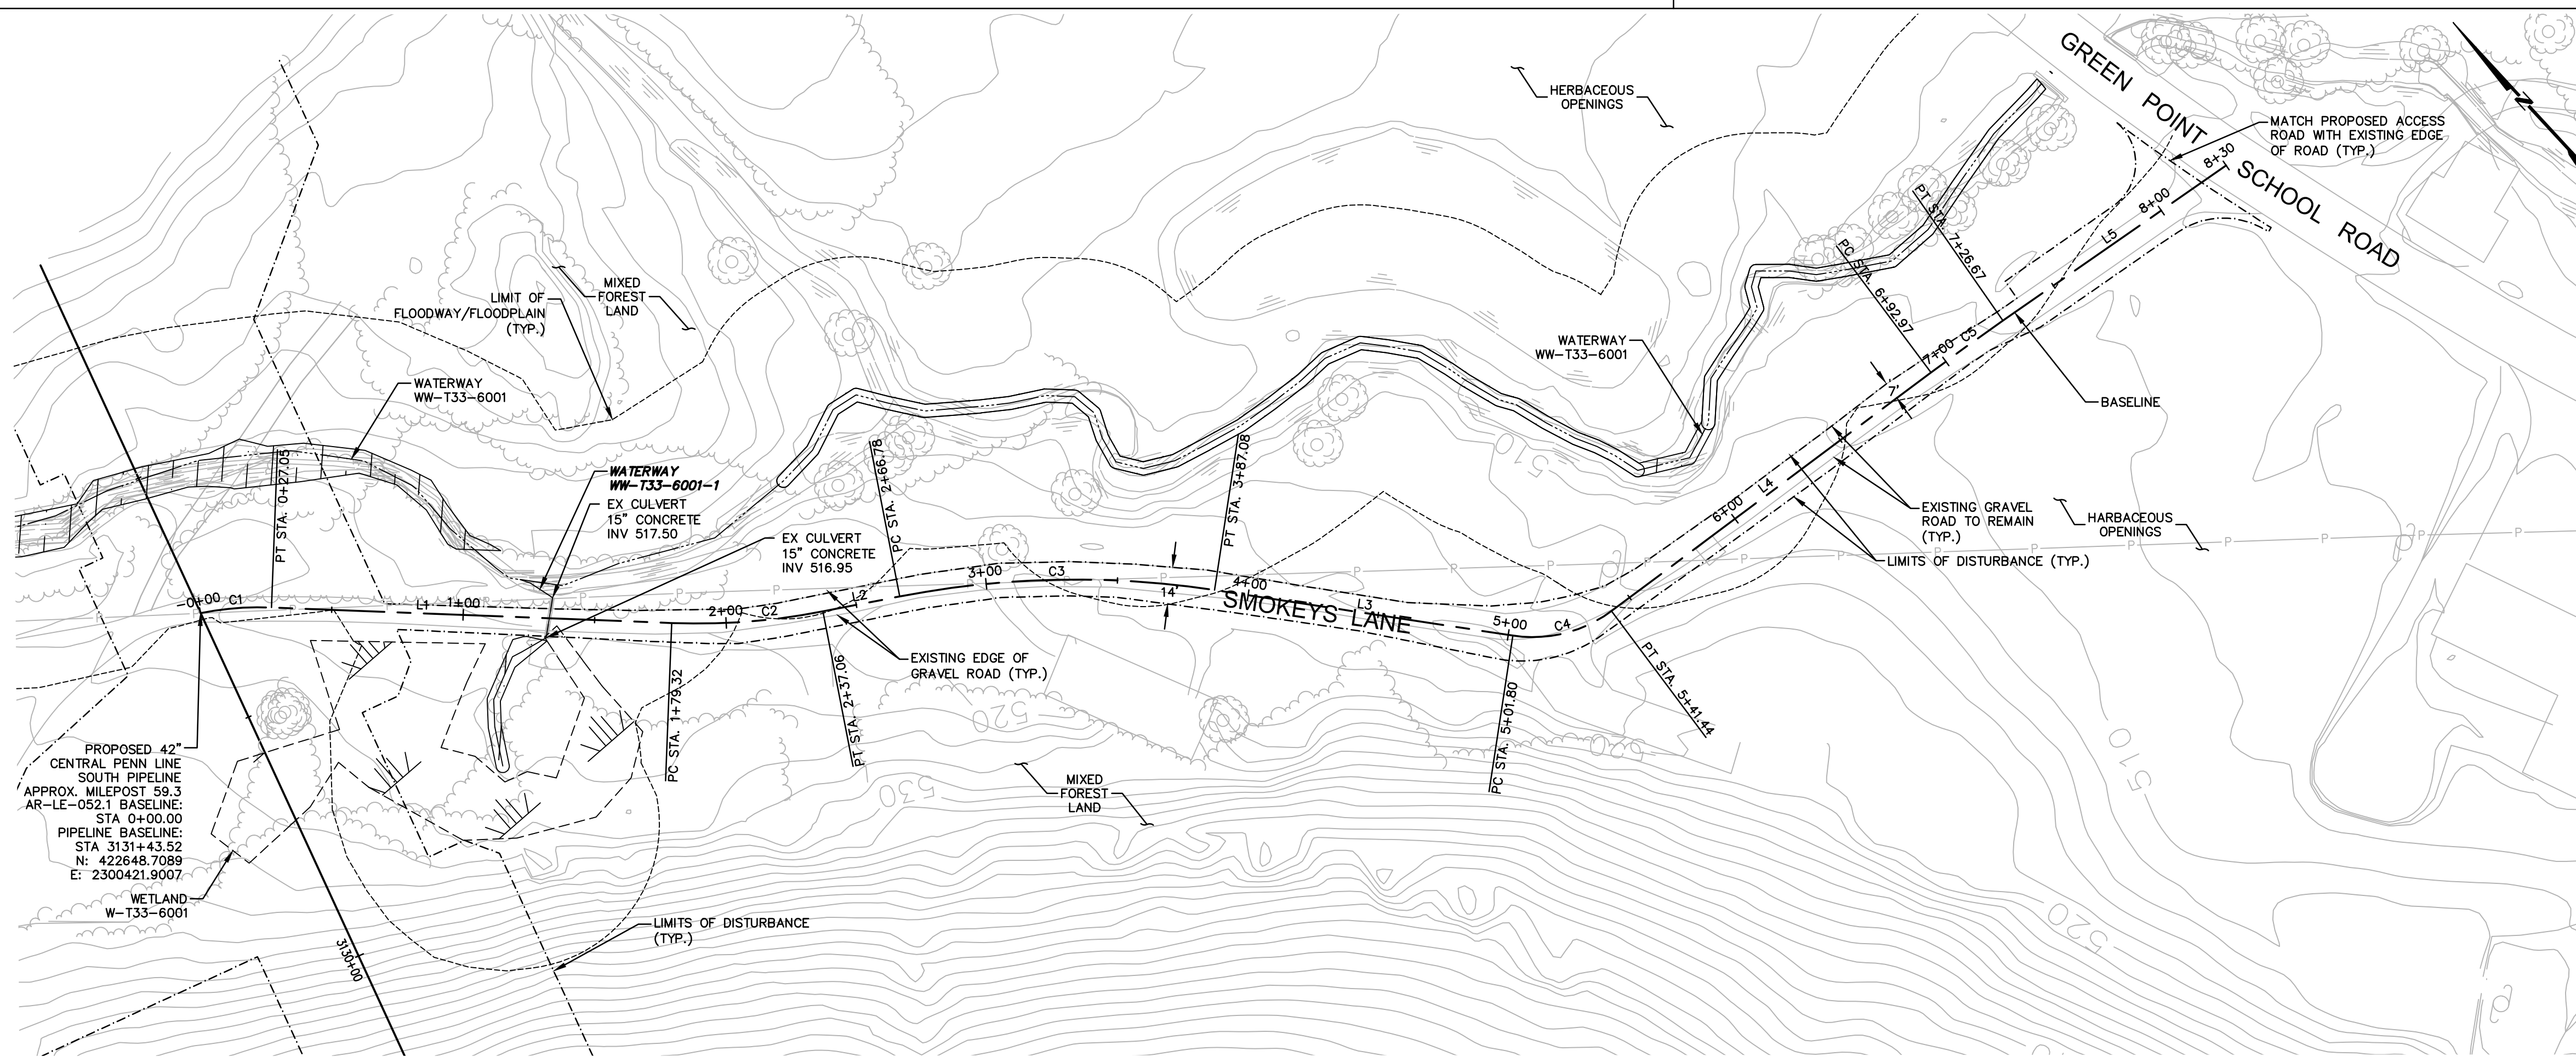 GREEN POINT SCHOOL ROAD
N
MATCH PROPOSED ACCESS
ROAD WITH EXISTING EDGE
OF ROAD (TYP.)
HERBACEOUS
OPENINGS
8+30
8+00
L5
PT STA. 7+26.67
PC STA. 6+92.97
7+00
C5
7'
BASELINE
MIXED
FOREST
LAND
LIMIT OF
FLOODWAY/FLOODPLAIN
(TYP.)
WATERWAY
WW-T33-6001
WATERWAY
WW-T33-6001
WATERWAY
WW-T33-6001-1
EX CULVERT
15" CONCRETE
INV 517.50
EX CULVERT
15" CONCRETE
INV 516.95
PT STA. 0+27.05
PC STA. 2+66.78
PT STA. 3+87.08
510
6+00
L4
EXISTING GRAVEL
ROAD TO REMAIN
(TYP.)
HARBACEOUS
OPENINGS
LIMITS OF DISTURBANCE (TYP.)
P P P P P P P P P P
-0+00
C1
L1
1+00
2+00
C2
L2
3+00
C3
14'
4+00
SMOKEYS LANE
L3
5+00
C4
EXISTING EDGE OF
GRAVEL ROAD (TYP.)
PC STA. 1+79.32
PT STA. 2+37.06
PC STA. 5+01.80
PT STA. 5+41.44
520
530
510
520
PROPOSED 42"
CENTRAL PENN LINE
SOUTH PIPELINE
APPROX. MILEPOST 59.3
AR-LE-052.1 BASELINE:
STA 0+00.00
PIPELINE BASELINE:
STA 3131+43.52
N: 422648.7089
E: 2300421.9007
WETLAND
W-T33-6001
MIXED
FOREST
LAND
LIMITS OF DISTURBANCE
(TYP.)
3130+00